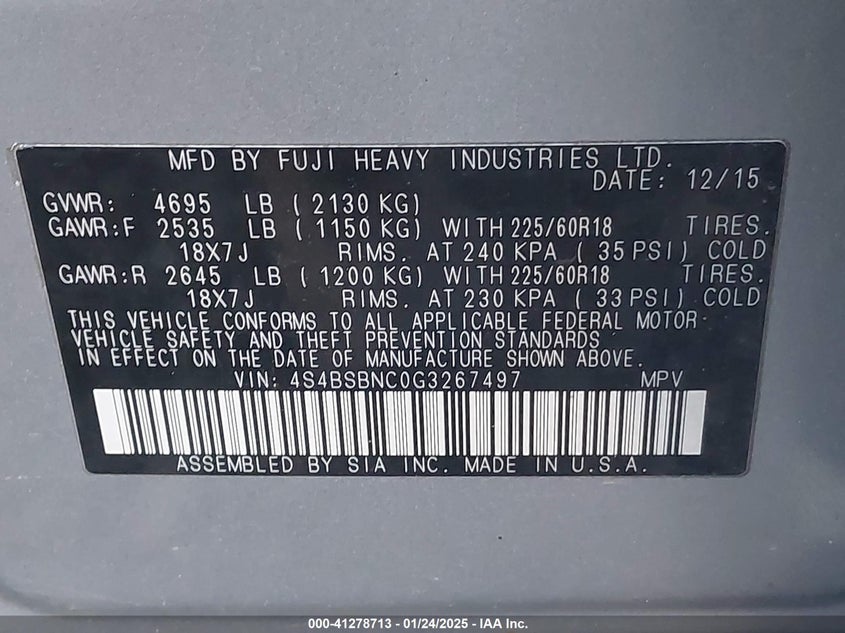 MFD BY FUJI HEAVY INDUSTRIES LTD.
DATE: 12/15
GVWR: 4695 LB ( 2130 KG)
GAWR:F 2535 LB ( 1150 KG) WITH 225/60R18 TIRES.
18X7J RIMS. AT 240 KPA ( 35 PSI) COLD
GAWR:R 2645 LB ( 1200 KG) WITH 225/60R18 TIRES.
18X7J RIMS. AT 230 KPA ( 33 PSI) COLD
THIS VEHICLE CONFORMS TO ALL APPLICABLE FEDERAL MOTOR
VEHICLE SAFETY AND THEFT PREVENTION STANDARDS
IN EFFECT ON THE DATE OF MANUFACTURE SHOWN ABOVE.
VIN: 4S4BSBNC0G3267497 MPV
ASSEMBLED BY SIA INC. MADE IN U.S.A.
000-41278713 - 01/24/2025 - IAA Inc.